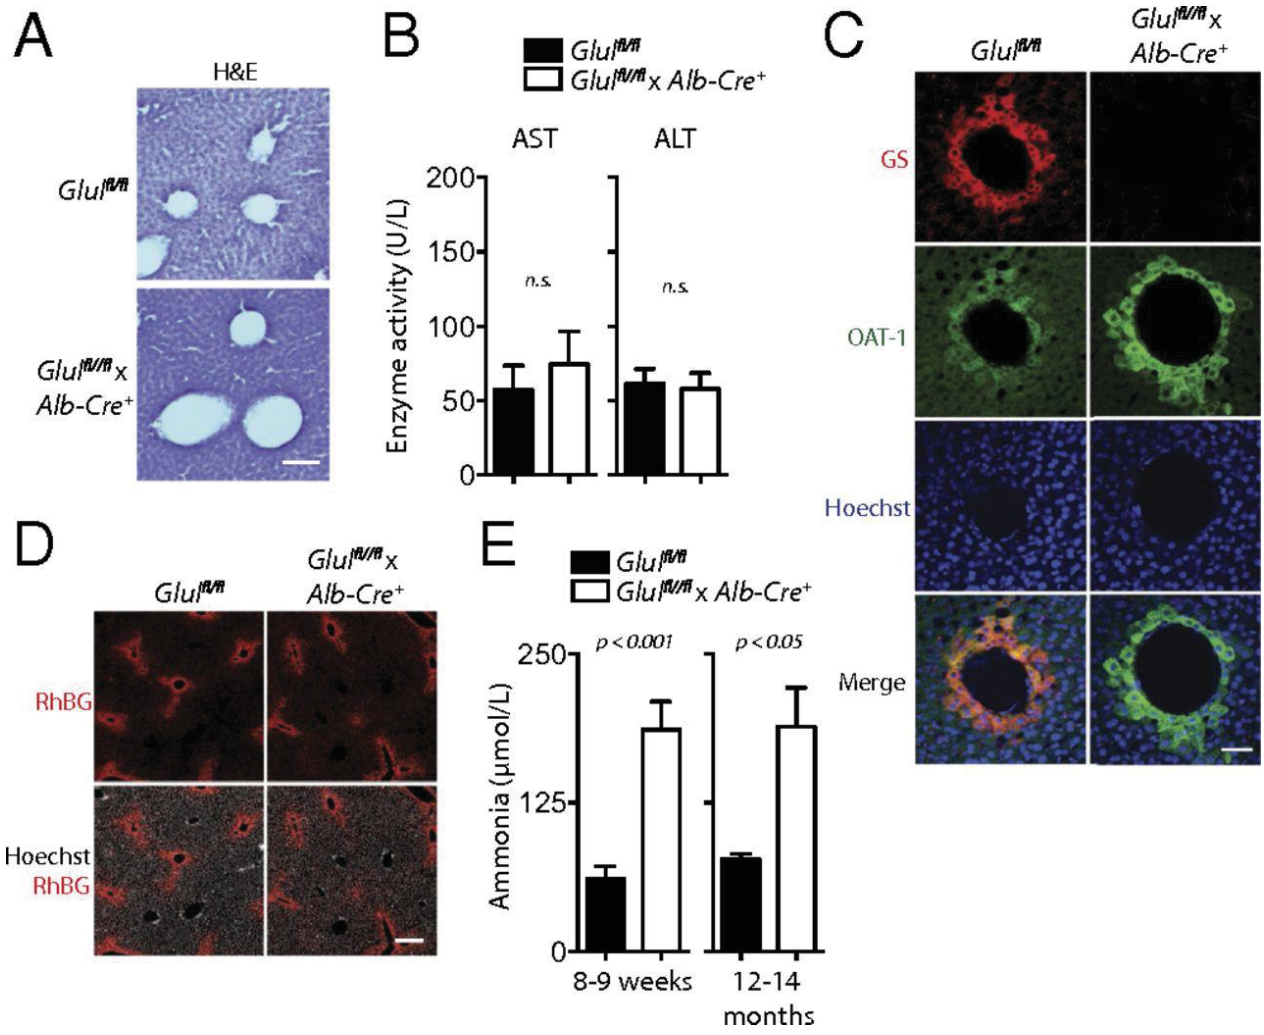 A
H&E
Glul^fl/fl
Glul^fl//fl x
Alb-Cre+
B
Glul^fl/fl
Glul^fl//fl x Alb-Cre+
AST
ALT
Enzyme activity (U/L)
200
150
100
50
0
n.s.
n.s.
C
Glul^fl/fl
Glul^fl//fl x
Alb-Cre+
GS
OAT-1
Hoechst
Merge
D
Glul^fl/fl
Glul^fl//fl x
Alb-Cre+
RhBG
Hoechst
RhBG
E
Glul^fl/fl
Glul^fl//fl x Alb-Cre+
p < 0.001
p < 0.05
Ammonia (µmol/L)
250
125
0
8-9 weeks
12-14
months